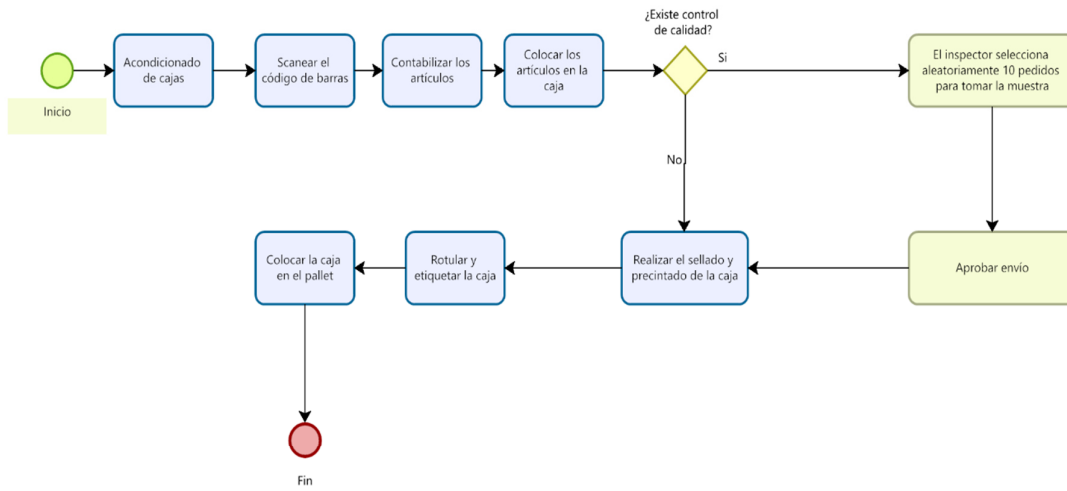 ¿Existe control
de calidad?
Inicio
Acondicionado
de cajas
Scanear el
código de barras
Contabilizar los
artículos
Colocar los
artículos en la
caja
Si
El inspector selecciona
aleatoriamente 10 pedidos
para tomar la muestra
No
Colocar la caja
en el pallet
Rotular y
etiquetar la caja
Realizar el sellado y
precintado de la caja
Aprobar envío
Fin